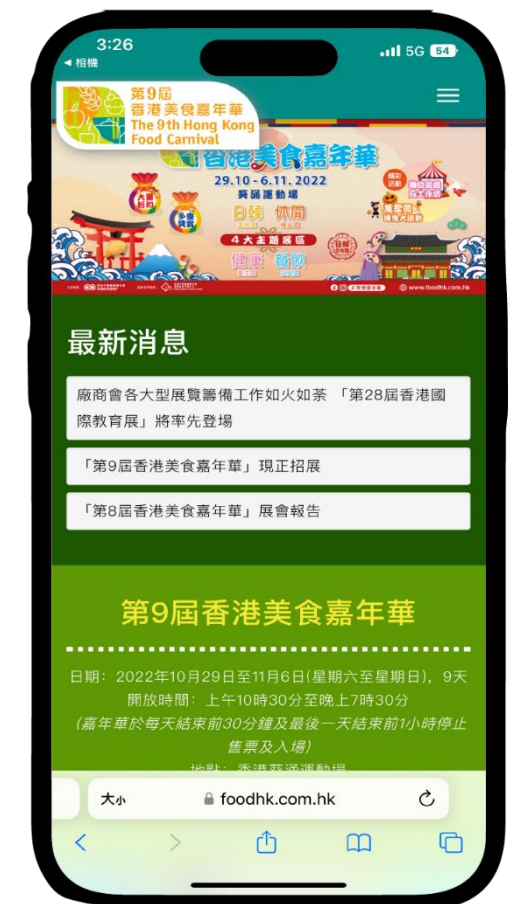 3:26
5G 54
◀ 相機
第9屆
香港美食嘉年華
The 9th Hong Kong
Food Carnival
香港美食嘉年華
29.10 - 6.11. 2022
葵涌運動場
日韓 休閒
4大主題展區
健康 餐飲
www.foodhk.com.hk
最新消息
廠商會各大型展覽籌備工作如火如荼 「第28屆香港國
際教育展」將率先登場
「第9屆香港美食嘉年華」現正招展
「第8屆香港美食嘉年華」展會報告
第9屆香港美食嘉年華
日期：2022年10月29日至11月6日(星期六至星期日)，9天
開放時間：上午10時30分至晚上7時30分
(嘉年華於每天結束前30分鐘及最後一天結束前1小時停止
售票及入場)
地點：香港葵涌運動場
大小
foodhk.com.hk